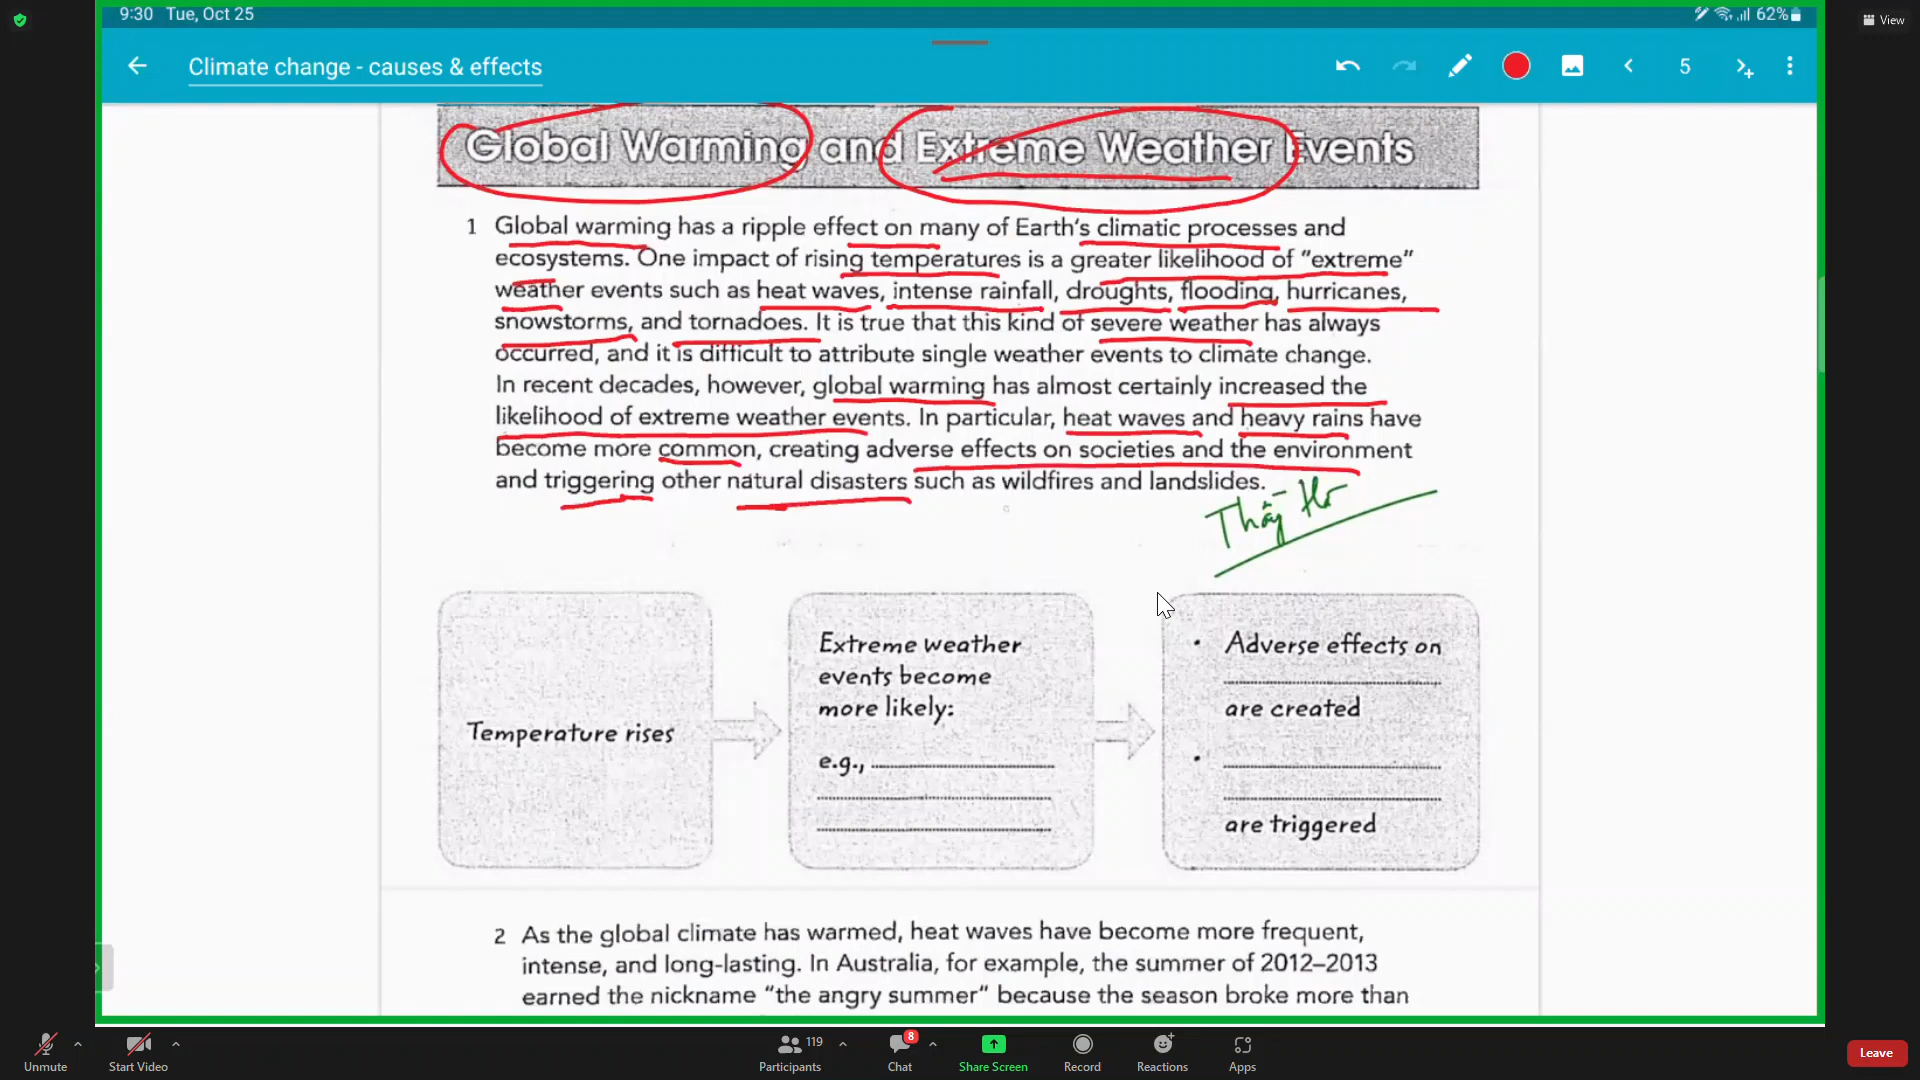 9:30 Tue, Oct 25
62%
View
Climate change - causes & effects
5
Global Warming and Extreme Weather Events
1 Global warming has a ripple effect on many of Earth's climatic processes and
ecosystems. One impact of rising temperatures is a greater likelihood of "extreme"
weather events such as heat waves, intense rainfall, droughts, flooding, hurricanes,
snowstorms, and tornadoes. It is true that this kind of severe weather has always
occurred, and it is difficult to attribute single weather events to climate change.
In recent decades, however, global warming has almost certainly increased the
likelihood of extreme weather events. In particular, heat waves and heavy rains have
become more common, creating adverse effects on societies and the environment
and triggering other natural disasters such as wildfires and landslides.
Thầy
Temperature rises
Extreme weather
events become
more likely:
e.g.,
• Adverse effects on
are created
•
are triggered
2 As the global climate has warmed, heat waves have become more frequent,
intense, and long-lasting. In Australia, for example, the summer of 2012–2013
earned the nickname "the angry summer" because the season broke more than
Unmute
Start Video
119
Participants
8
Chat
Share Screen
Record
Reactions
Apps
Leave